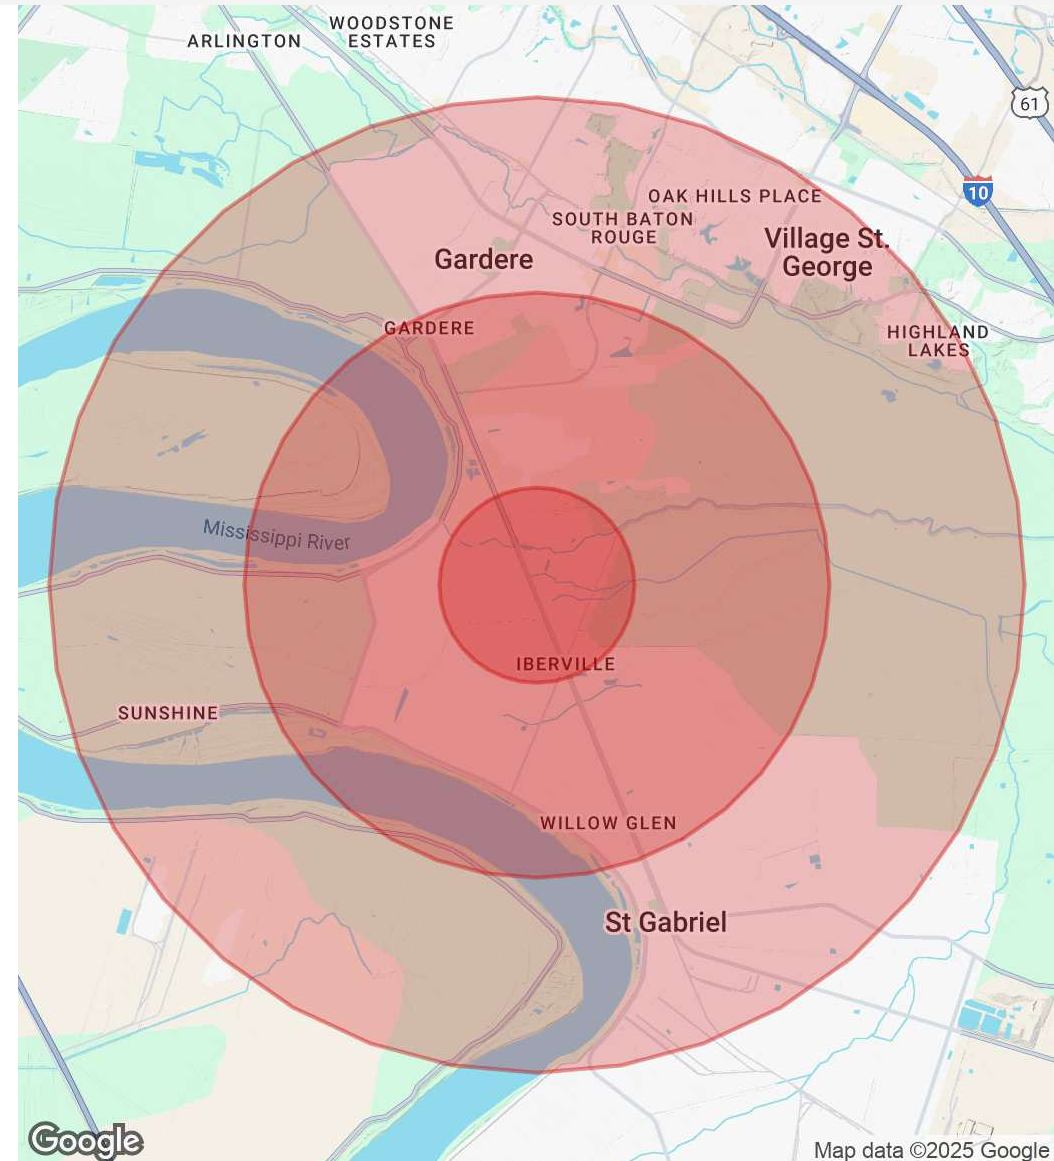 WOODSTONE
ESTATES
ARLINGTON
61
10
OAK HILLS PLACE
SOUTH BATON
ROUGE
Village St.
George
Gardere
GARDERE
HIGHLAND
LAKES
Mississippi River
IBERVILLE
SUNSHINE
WILLOW GLEN
St Gabriel
Google
Map data ©2025 Google